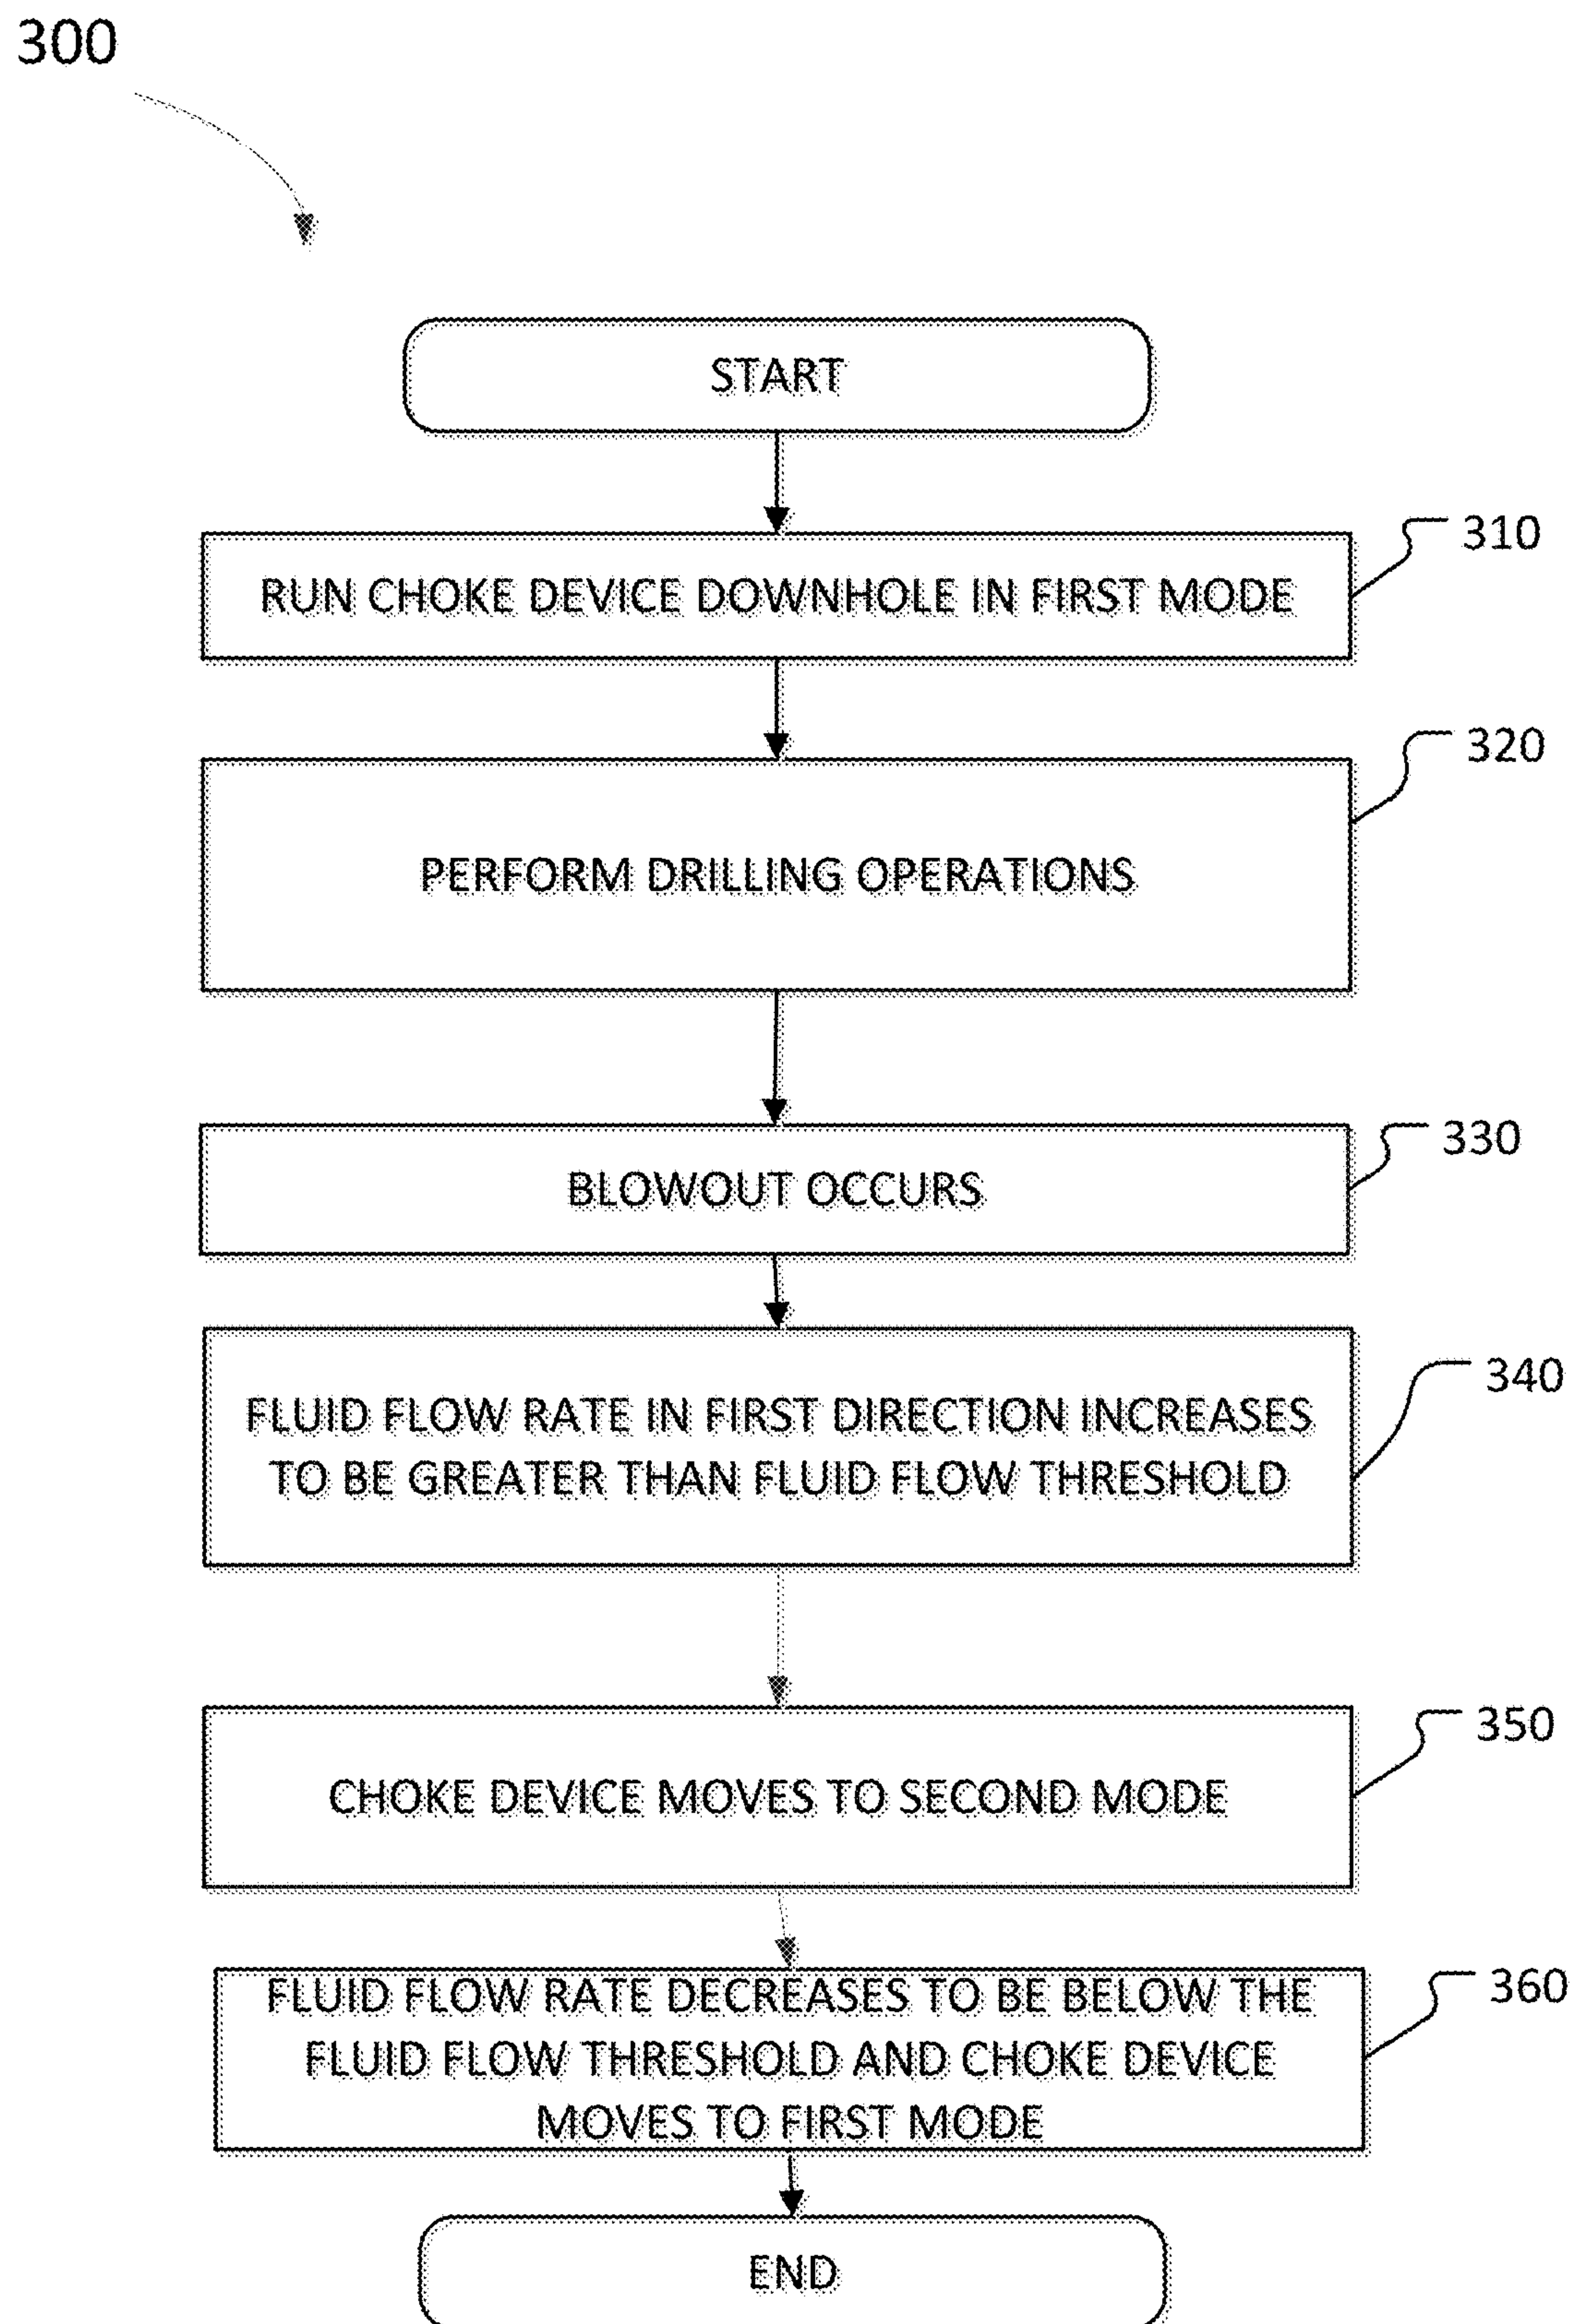 300
START
RUN CHOKE DEVICE DOWNHOLE IN FIRST MODE
310
PERFORM DRILLING OPERATIONS
320
BLOWOUT OCCURS
330
FLUID FLOW RATE IN FIRST DIRECTION INCREASES
TO BE GREATER THAN FLUID FLOW THRESHOLD
340
CHOKE DEVICE MOVES TO SECOND MODE
350
FLUID FLOW RATE DECREASES TO BE BELOW THE
FLUID FLOW THRESHOLD AND CHOKE DEVICE
MOVES TO FIRST MODE
360
END